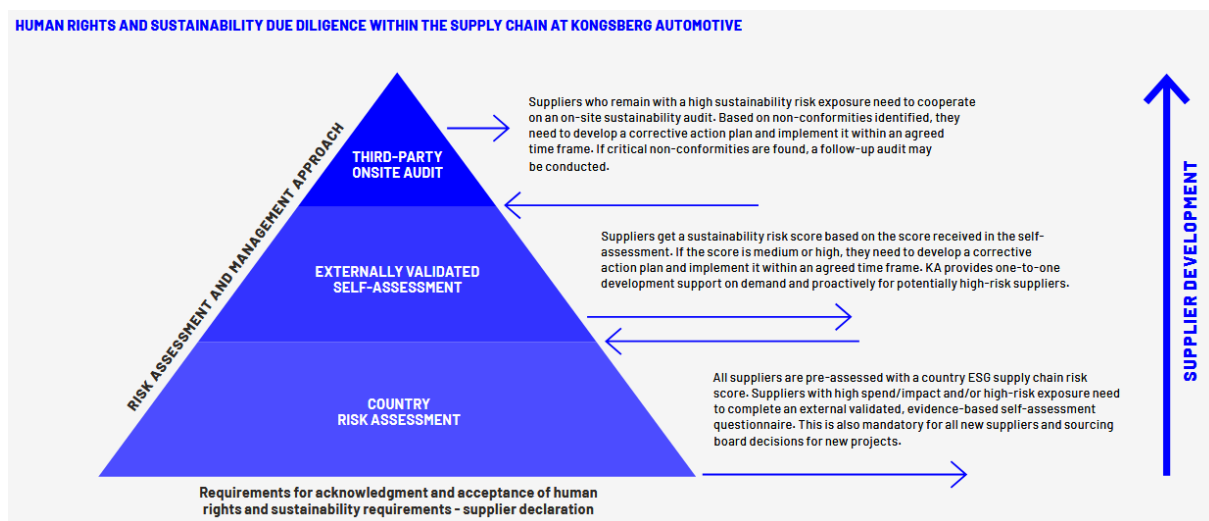 HUMAN RIGHTS AND SUSTAINABILITY DUE DILIGENCE WITHIN THE SUPPLY CHAIN AT KONGSBERG AUTOMOTIVE
RISK ASSESSMENT AND MANAGEMENT APPROACH
THIRD-PARTY
ONSITE AUDIT
Suppliers who remain with a high sustainability risk exposure need to cooperate
on an on-site sustainability audit. Based on non-conformities identified, they
need to develop a corrective action plan and implement it within an agreed
time frame. If critical non-conformities are found, a follow-up audit may
be conducted.
EXTERNALLY VALIDATED
SELF-ASSESSMENT
Suppliers get a sustainability risk score based on the score received in the self-
assessment. If the score is medium or high, they need to develop a corrective
action plan and implement it within an agreed time frame. KA provides one-to-one
development support on demand and proactively for potentially high-risk suppliers.
COUNTRY
RISK ASSESSMENT
All suppliers are pre-assessed with a country ESG supply chain risk
score. Suppliers with high spend/impact and/or high-risk exposure need
to complete an external validated, evidence-based self-assessment
questionnaire. This is also mandatory for all new suppliers and sourcing
board decisions for new projects.
Requirements for acknowledgment and acceptance of human
rights and sustainability requirements - supplier declaration
SUPPLIER DEVELOPMENT